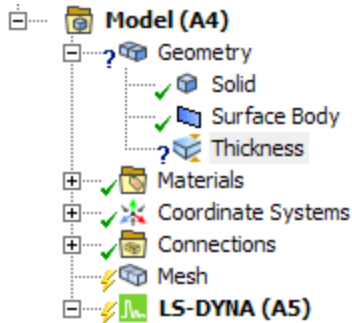 Model (A4)
Geometry
Solid
Surface Body
Thickness
Materials
Coordinate Systems
Connections
Mesh
LS-DYNA (A5)